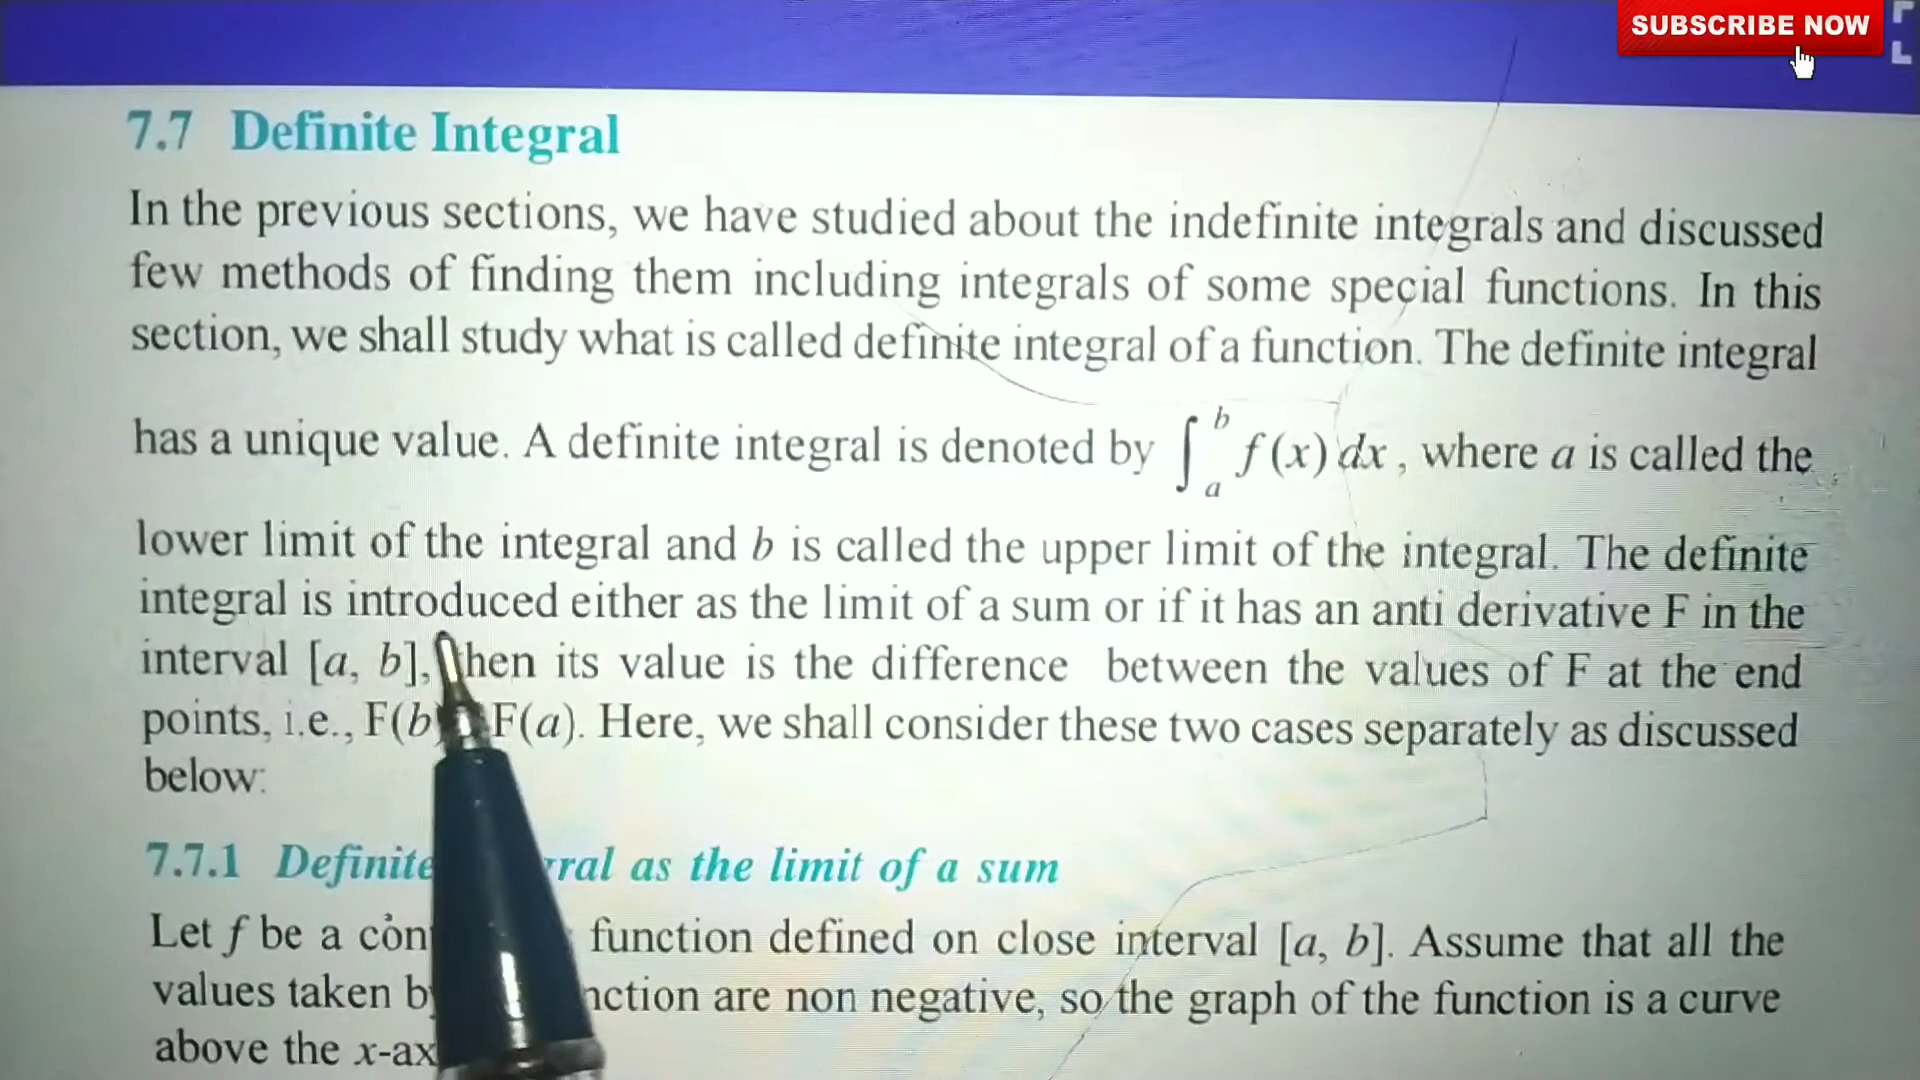 SUBSCRIBE NOW
7.7 Definite Integral
In the previous sections, we have studied about the indefinite integrals and discussed
few methods of finding them including integrals of some special functions. In this
section, we shall study what is called definite integral of a function. The definite integral
has a unique value. A definite integral is denoted by ∫ₐᵇ f(x) dx, where a is called the
lower limit of the integral and b is called the upper limit of the integral. The definite
integral is introduced either as the limit of a sum or if it has an anti derivative F in the
interval [a, b], then its value is the difference between the values of F at the end
points, i.e., F(b) F(a). Here, we shall consider these two cases separately as discussed
below:
7.7.1 Definite as the limit of a sum
Let f be a function defined on close interval [a, b]. Assume that all the
values taken are non negative, so the graph of the function is a curve
above the